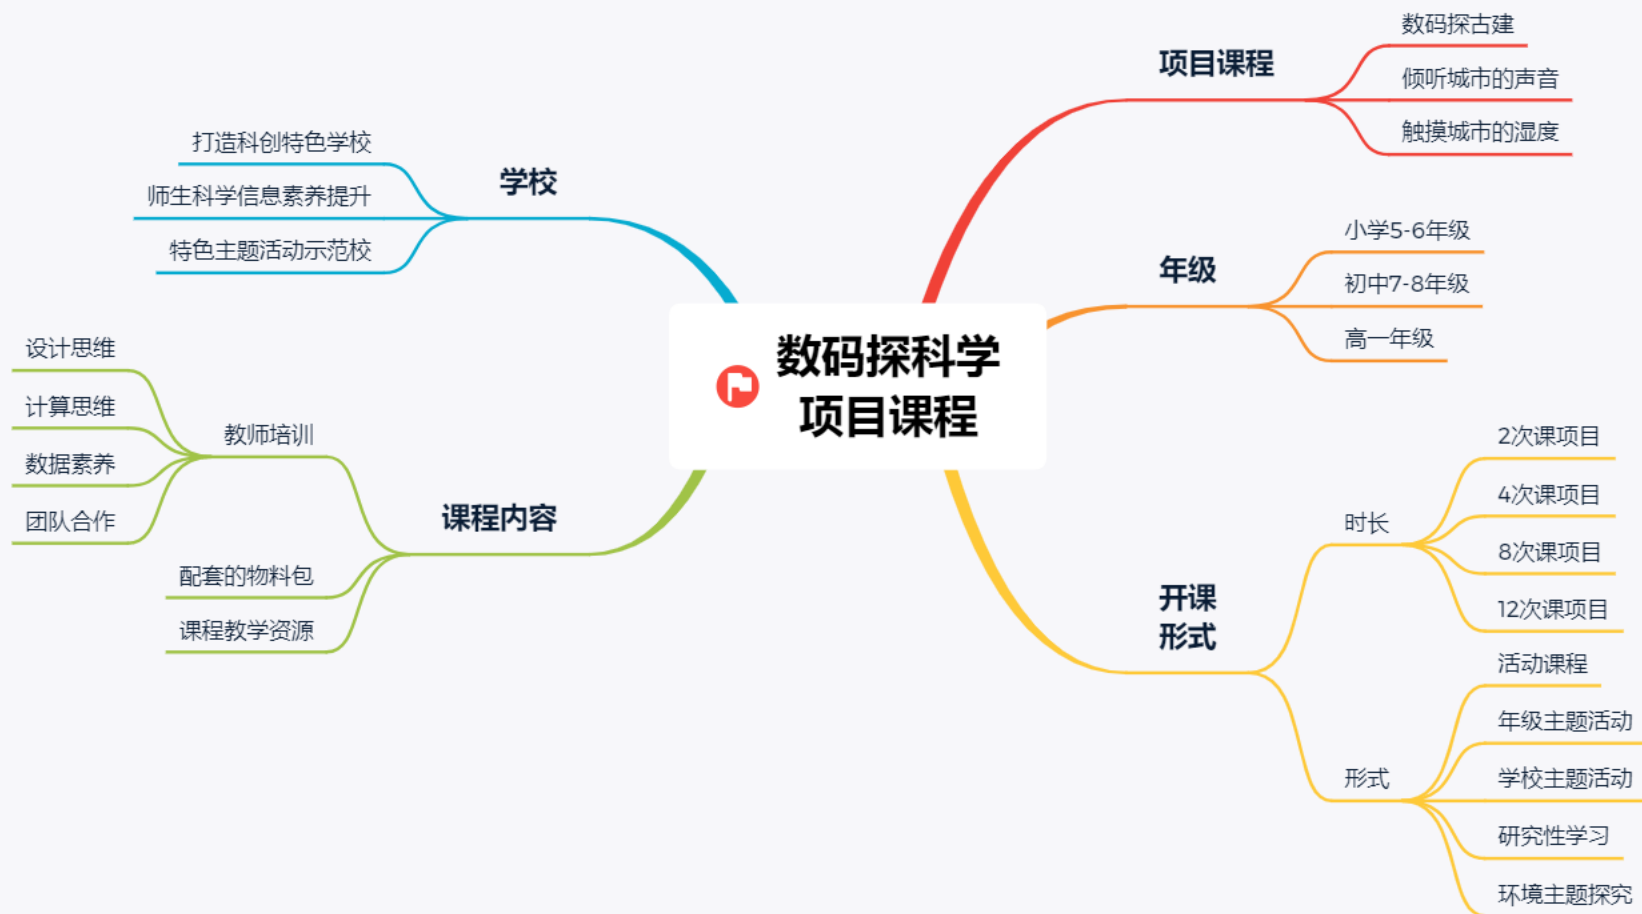 数码探科学
项目课程
项目课程
数码探古建
倾听城市的声音
触摸城市的湿度
年级
小学5-6年级
初中7-8年级
高一年级
开课
形式
时长
2次课项目
4次课项目
8次课项目
12次课项目
形式
活动课程
年级主题活动
学校主题活动
研究性学习
环境主题探究
学校
打造科创特色学校
师生科学信息素养提升
特色主题活动示范校
课程内容
教师培训
设计思维
计算思维
数据素养
团队合作
配套的物料包
课程教学资源